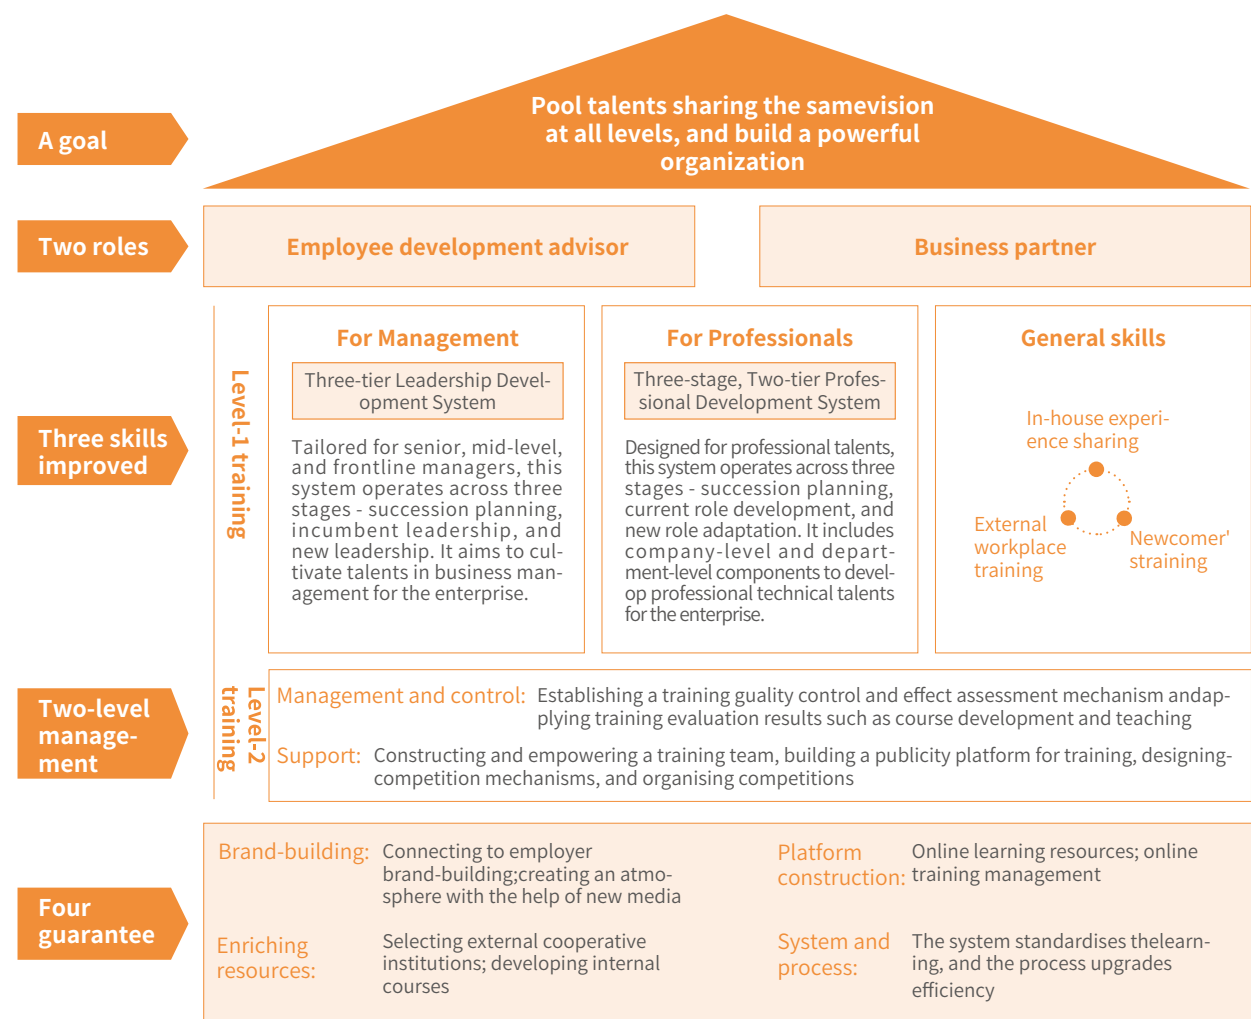 A goal
Pool talents sharing the samevision
at all levels, and build a powerful
organization
Two roles
Employee development advisor
Business partner
Three skills
improved
Level-1 training
For Management
Three-tier Leadership Devel-
opment System
Tailored for senior, mid-level,
and frontline managers, this
system operates across three
stages - succession planning,
incumbent leadership, and
new leadership. It aims to cul-
tivate talents in business man-
agement for the enterprise.
For Professionals
Three-stage, Two-tier Profes-
sional Development System
Designed for professional talents,
this system operates across three
stages - succession planning,
current role development, and
new role adaptation. It includes
company-level and depart-
ment-level components to devel-
op professional technical talents
for the enterprise.
General skills
In-house experi-
ence sharing
External
workplace
training
Newcomer'
straining
Two-level
manage-
ment
Level-2
training
Management and control: Establishing a training guality control and effect assessment mechanism andap-
plying training evaluation results such as course development and teaching
Support: Constructing and empowering a training team, building a publicity platform for training, designing-
competition mechanisms, and organising competitions
Four
guarantee
Brand-building: Connecting to employer
brand-building;creating an atmo-
sphere with the help of new media
Platform
construction:
Online learning resources; online
training management
Enriching
resources:
Selecting external cooperative
institutions; developing internal
courses
System and
process:
The system standardises thelearn-
ing, and the process upgrades
efficiency